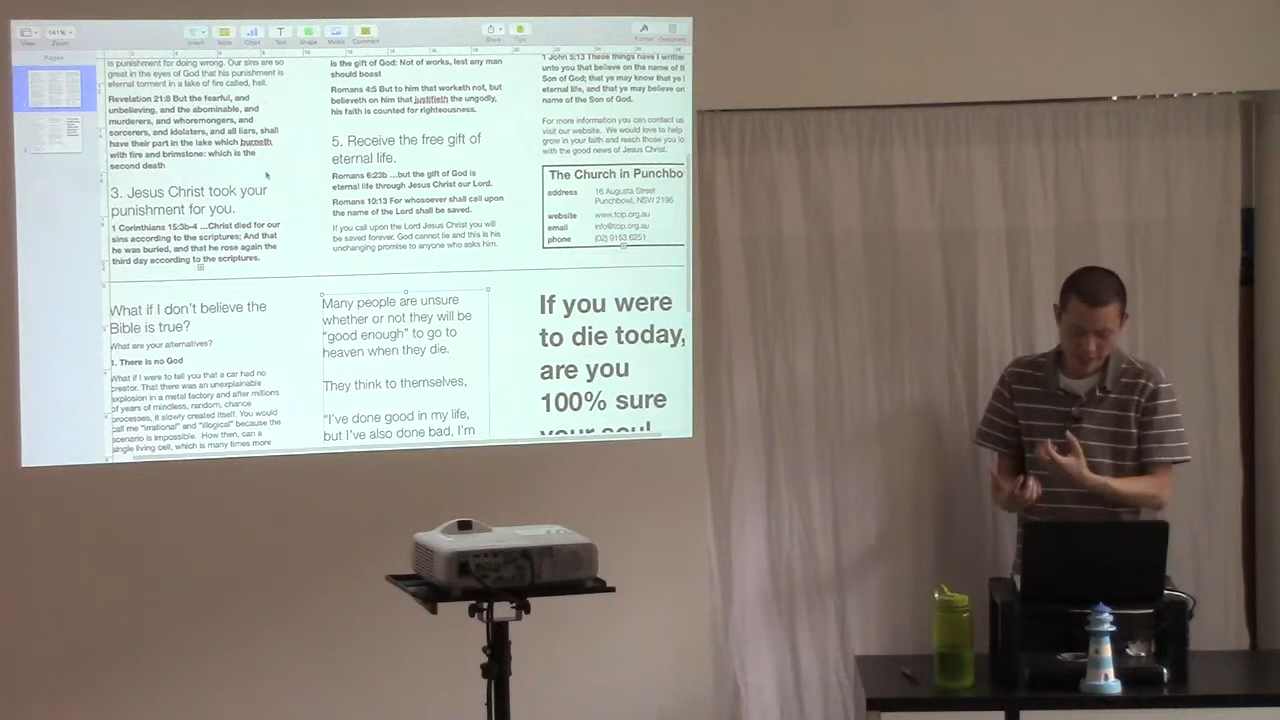 141%
View
Zoom
Insert
Table
Chart
Text
Shape
Media
Comment
Share
Tips
Format
Document
Pages
is punishment for doing wrong. Our sins are so
great in the eyes of God that his punishment is
eternal torment in a lake of fire called, hell.
Revelation 21:8 But the fearful, and
unbelieving, and the abominable, and
murderers, and whoremongers, and
sorcerers, and idolaters, and all liars, shall
have their part in the lake which burneth
with fire and brimstone: which is the
second death
3. Jesus Christ took your
punishment for you.
1 Corinthians 15:3b-4 ...Christ died for our
sins according to the scriptures; And that
he was buried, and that he rose again the
third day according to the scriptures.
is the gift of God: Not of works, lest any man
should boast
Romans 4:5 But to him that worketh not, but
believeth on him that justifieth the ungodly,
his faith is counted for righteousness.
5. Receive the free gift of
eternal life.
Romans 6:23b ...but the gift of God is
eternal life through Jesus Christ our Lord.
Romans 10:13 For whosoever shall call upon
the name of the Lord shall be saved.
If you call upon the Lord Jesus Christ you will
be saved forever. God cannot lie and this is his
unchanging promise to anyone who asks him.
1 John 5:13 These things have I written
unto you that believe on the name of t
Son of God; that ye may know that ye
eternal life, and that ye may believe on
name of the Son of God.
For more information you can contact us
visit our website. We would love to help
grow in your faith and reach those you lo
with the good news of Jesus Christ.
The Church in Punchbo
address 16 Augusta Street
Punchbowl, NSW 2196
website www.tcip.org.au
email info@tcip.org.au
phone (02) 9153 6251
What if I don't believe the
Bible is true?
What are your alternatives?
1. There is no God
What if I were to tell you that a car had no
creator. That there was an unexplainable
explosion in a metal factory and after millions
of years of mindless, random, chance
processes, it slowly created itself. You would
call me "irrational" and "illogical" because the
scenario is impossible. How then, can a
single living cell, which is many times more
Many people are unsure
whether or not they will be
"good enough" to go to
heaven when they die.
They think to themselves,
"I've done good in my life,
but I've also done bad, I'm
If you were
to die today,
are you
100% sure
your soul